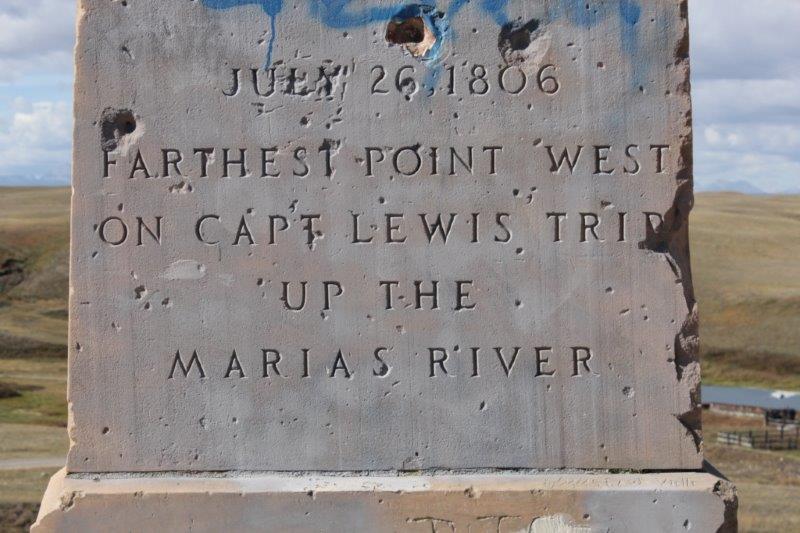 JULY 26, 1806
FARTHEST POINT WEST
ON CAPT LEWIS TRIP
UP THE
MARIAS RIVER